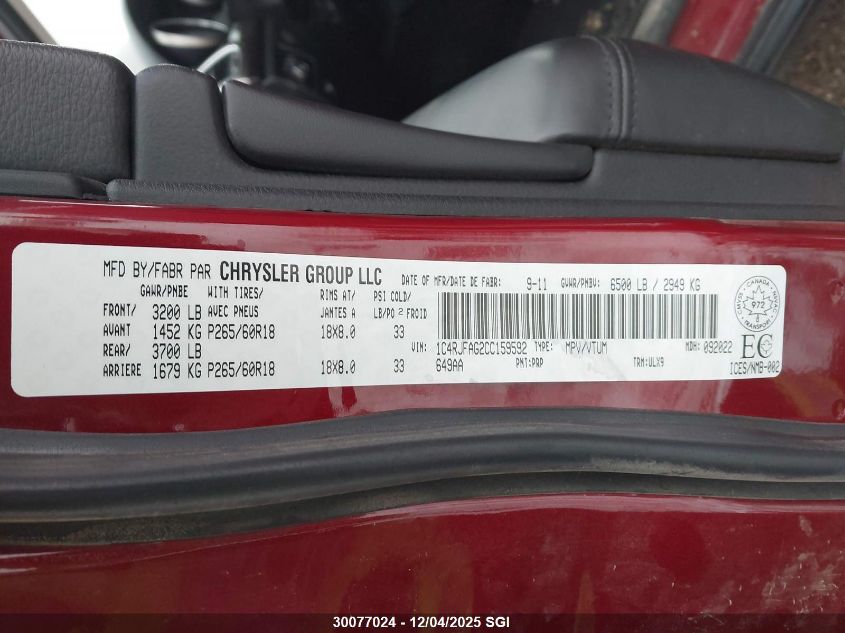 MFD BY/FABR PAR CHRYSLER GROUP LLC DATE OF MFR/DATE DE FABR: 9-11 GVWR/PNBV: 6500 LB / 2949 KG
GAWR/PNBE WITH TIRES/ RIMS AT/ PSI COLD/
FRONT/ 3200 LB AVEC PNEUS JANTES A LB/PO2 FROID
AVANT 1452 KG P265/60R18 18X8.0 33
REAR/ 3700 LB
ARRIERE 1679 KG P265/60R18 18X8.0 33
VIN: 1C4RJFAG2CC159592 TYPE: MPV/VTUM MDH: 092022
649AA PNT:PRP TRM:ULX9
CANADA
972
TRANSPORT
EC
ICES/NMB-002
30077024 - 12/04/2025 SGI